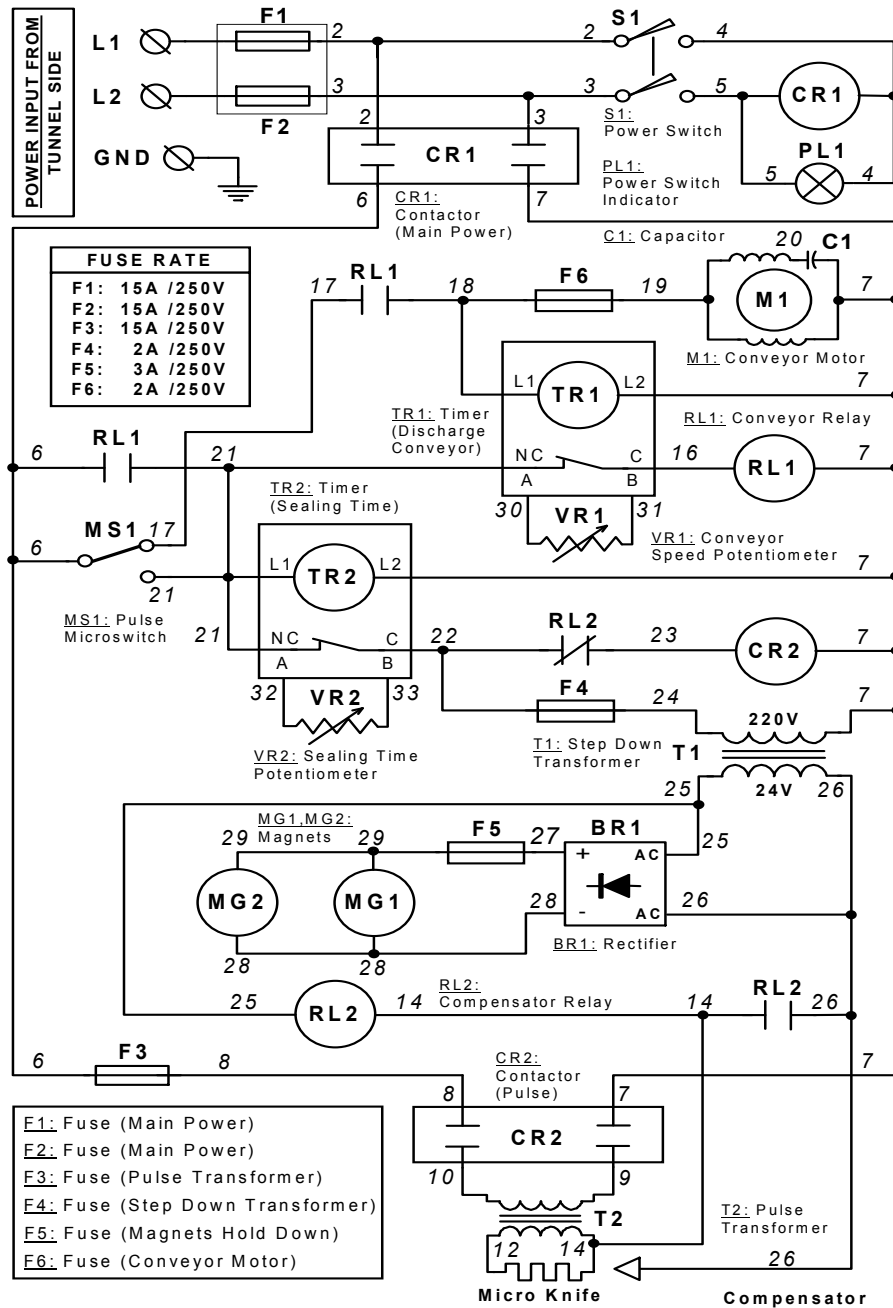 POWER INPUT FROM
TUNNEL SIDE
L1
F1
2
2
S1
4
L2
3
3
5
F2
CR1
GND
2
3
S1:
Power Switch
CR1
PL1
5
4
PL1:
Power Switch
Indicator
6
7
CR1:
Contactor
(Main Power)
C1: Capacitor
20
C1
FUSE RATE
F1: 15A /250V
F2: 15A /250V
F3: 15A /250V
F4: 2A /250V
F5: 3A /250V
F6: 2A /250V
17
RL1
18
F6
19
M1
7
M1: Conveyor Motor
L1
TR1
L2
7
TR1: Timer
(Discharge
Conveyor)
RL1: Conveyor Relay
6
RL1
21
NC
C
16
RL1
7
A
B
TR2: Timer
(Sealing Time)
30
VR1
31
VR1: Conveyor
Speed Potentiometer
MS1
17
6
21
L1
TR2
L2
7
MS1: Pulse
Microswitch
21
NC
C
22
RL2
23
CR2
7
A
B
32
VR2
33
F4
24
7
VR2: Sealing Time
Potentiometer
T1: Step Down
Transformer
T1
220V
24V
25
26
MG1,MG2:
Magnets
29
29
F5
27
BR1
25
+
AC
MG2
MG1
28
-
AC
26
28
28
BR1: Rectifier
25
RL2
14
RL2:
Compensator Relay
14
RL2
26
6
F3
8
CR2:
Contactor
(Pulse)
7
8
7
CR2
10
9
F1: Fuse (Main Power)
F2: Fuse (Main Power)
F3: Fuse (Pulse Transformer)
F4: Fuse (Step Down Transformer)
F5: Fuse (Magnets Hold Down)
F6: Fuse (Conveyor Motor)
T2
T2: Pulse
Transformer
12
14
26
Micro Knife
Compensator